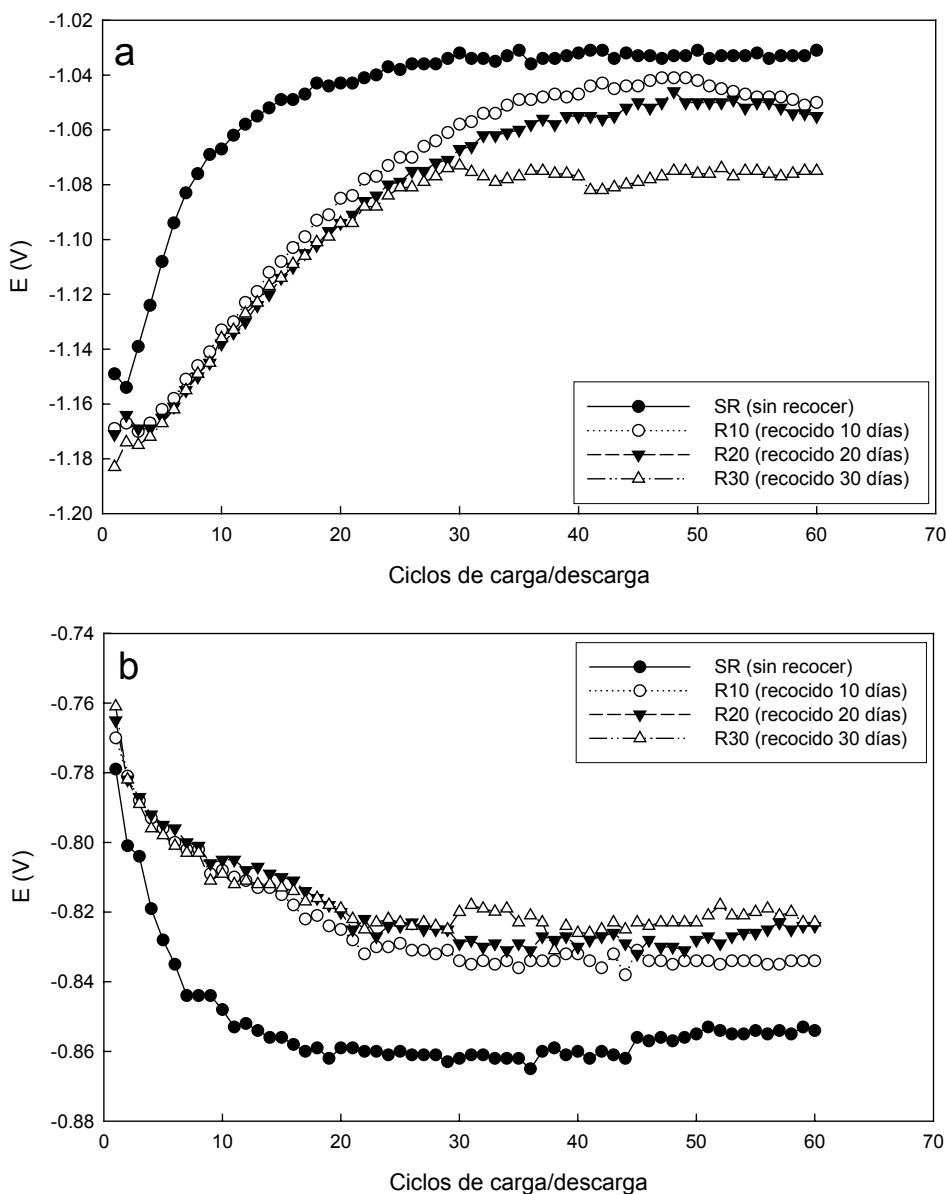 a
-1.02
-1.04
-1.06
-1.08
-1.10
-1.12
-1.14
-1.16
-1.18
-1.20
E (V)
SR (sin recocer)
R10 (recocido 10 días)
R20 (recocido 20 días)
R30 (recocido 30 días)
0 10 20 30 40 50 60 70
Ciclos de carga/descarga
b
-0.74
-0.76
-0.78
-0.80
-0.82
-0.84
-0.86
-0.88
E (V)
SR (sin recocer)
R10 (recocido 10 días)
R20 (recocido 20 días)
R30 (recocido 30 días)
0 10 20 30 40 50 60 70
Ciclos de carga/descarga